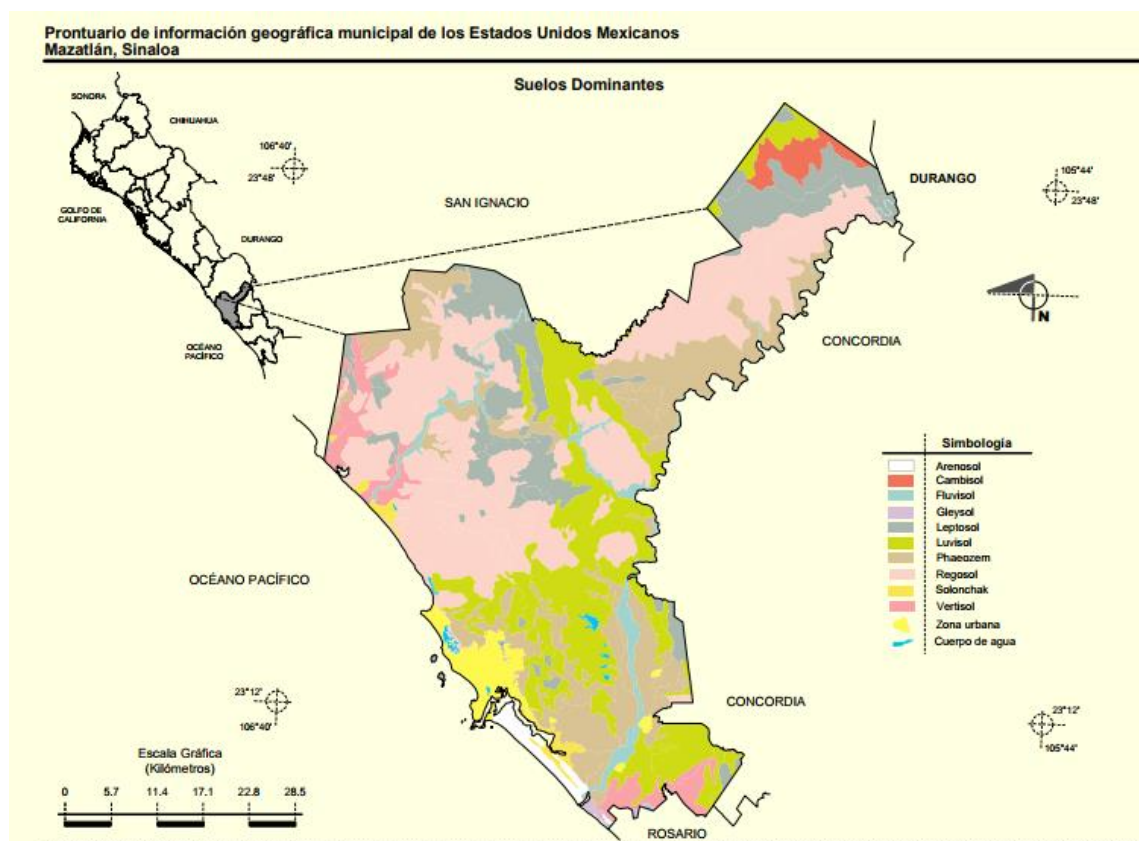 Prontuario de información geográfica municipal de los Estados Unidos Mexicanos
Mazatlán, Sinaloa
Suelos Dominantes
SONORA
CHIHUAHUA
GOLFO DE
CALIFORNIA
DURANGO
OCÉANO
PACÍFICO
106°40'
23°48'
SAN IGNACIO
DURANGO
105°44'
23°48'
N
CONCORDIA
OCÉANO PACÍFICO
Simbología
Arenosol
Cambisol
Fluvisol
Gleysol
Leptosol
Luvisol
Phaeozem
Regosol
Solonchak
Vertisol
Zona urbana
Cuerpo de agua
23°12'
106°40'
CONCORDIA
23°12'
105°44'
Escala Gráfica
(Kilómetros)
0 5.7 11.4 17.1 22.8 28.5
ROSARIO